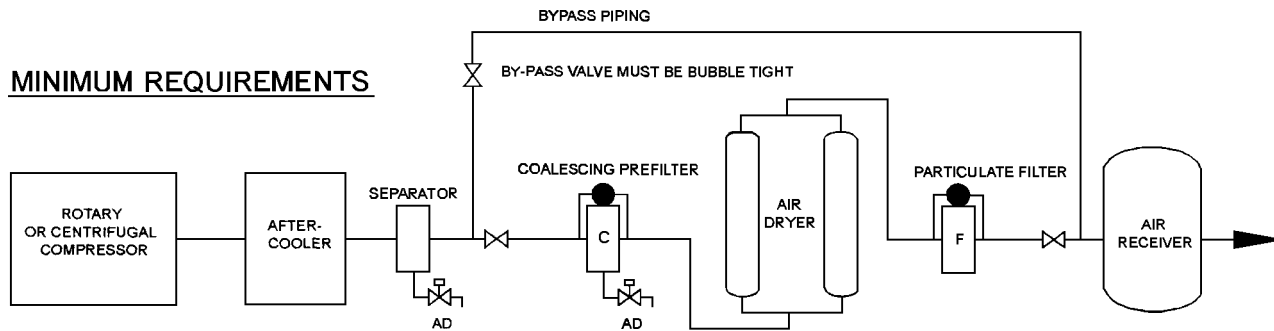 BYPASS PIPING
MINIMUM REQUIREMENTS
BY-PASS VALVE MUST BE BUBBLE TIGHT
ROTARY
OR CENTRIFUGAL
COMPRESSOR
AFTER-
COOLER
SEPARATOR
AD
COALESCING PREFILTER
C
AD
AIR
DRYER
PARTICULATE FILTER
F
AIR
RECEIVER